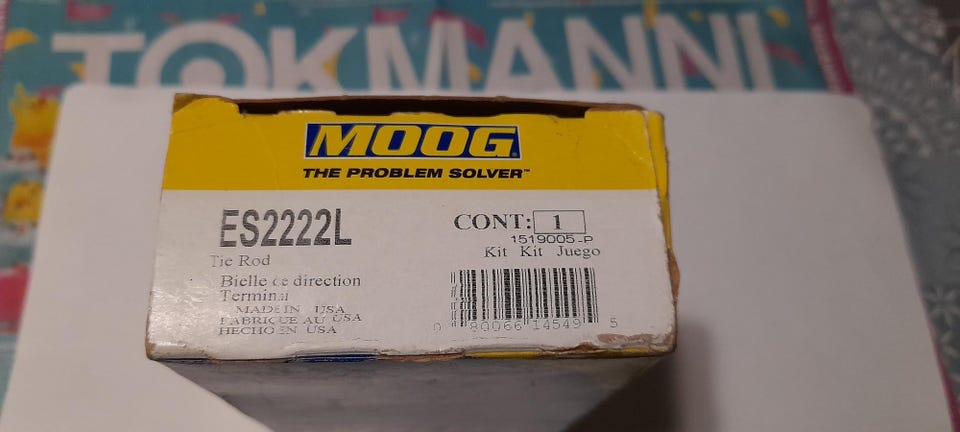 TOKMANNI
MOOG
THE PROBLEM SOLVER™
ES2222L
CONT: 1
1519005-P
Kit Kit Juego
Tie Rod
Bielle de direction
Terminal
MADE IN USA
FABRIQUE AU USA
HECHO EN USA
0 80066 14549 5